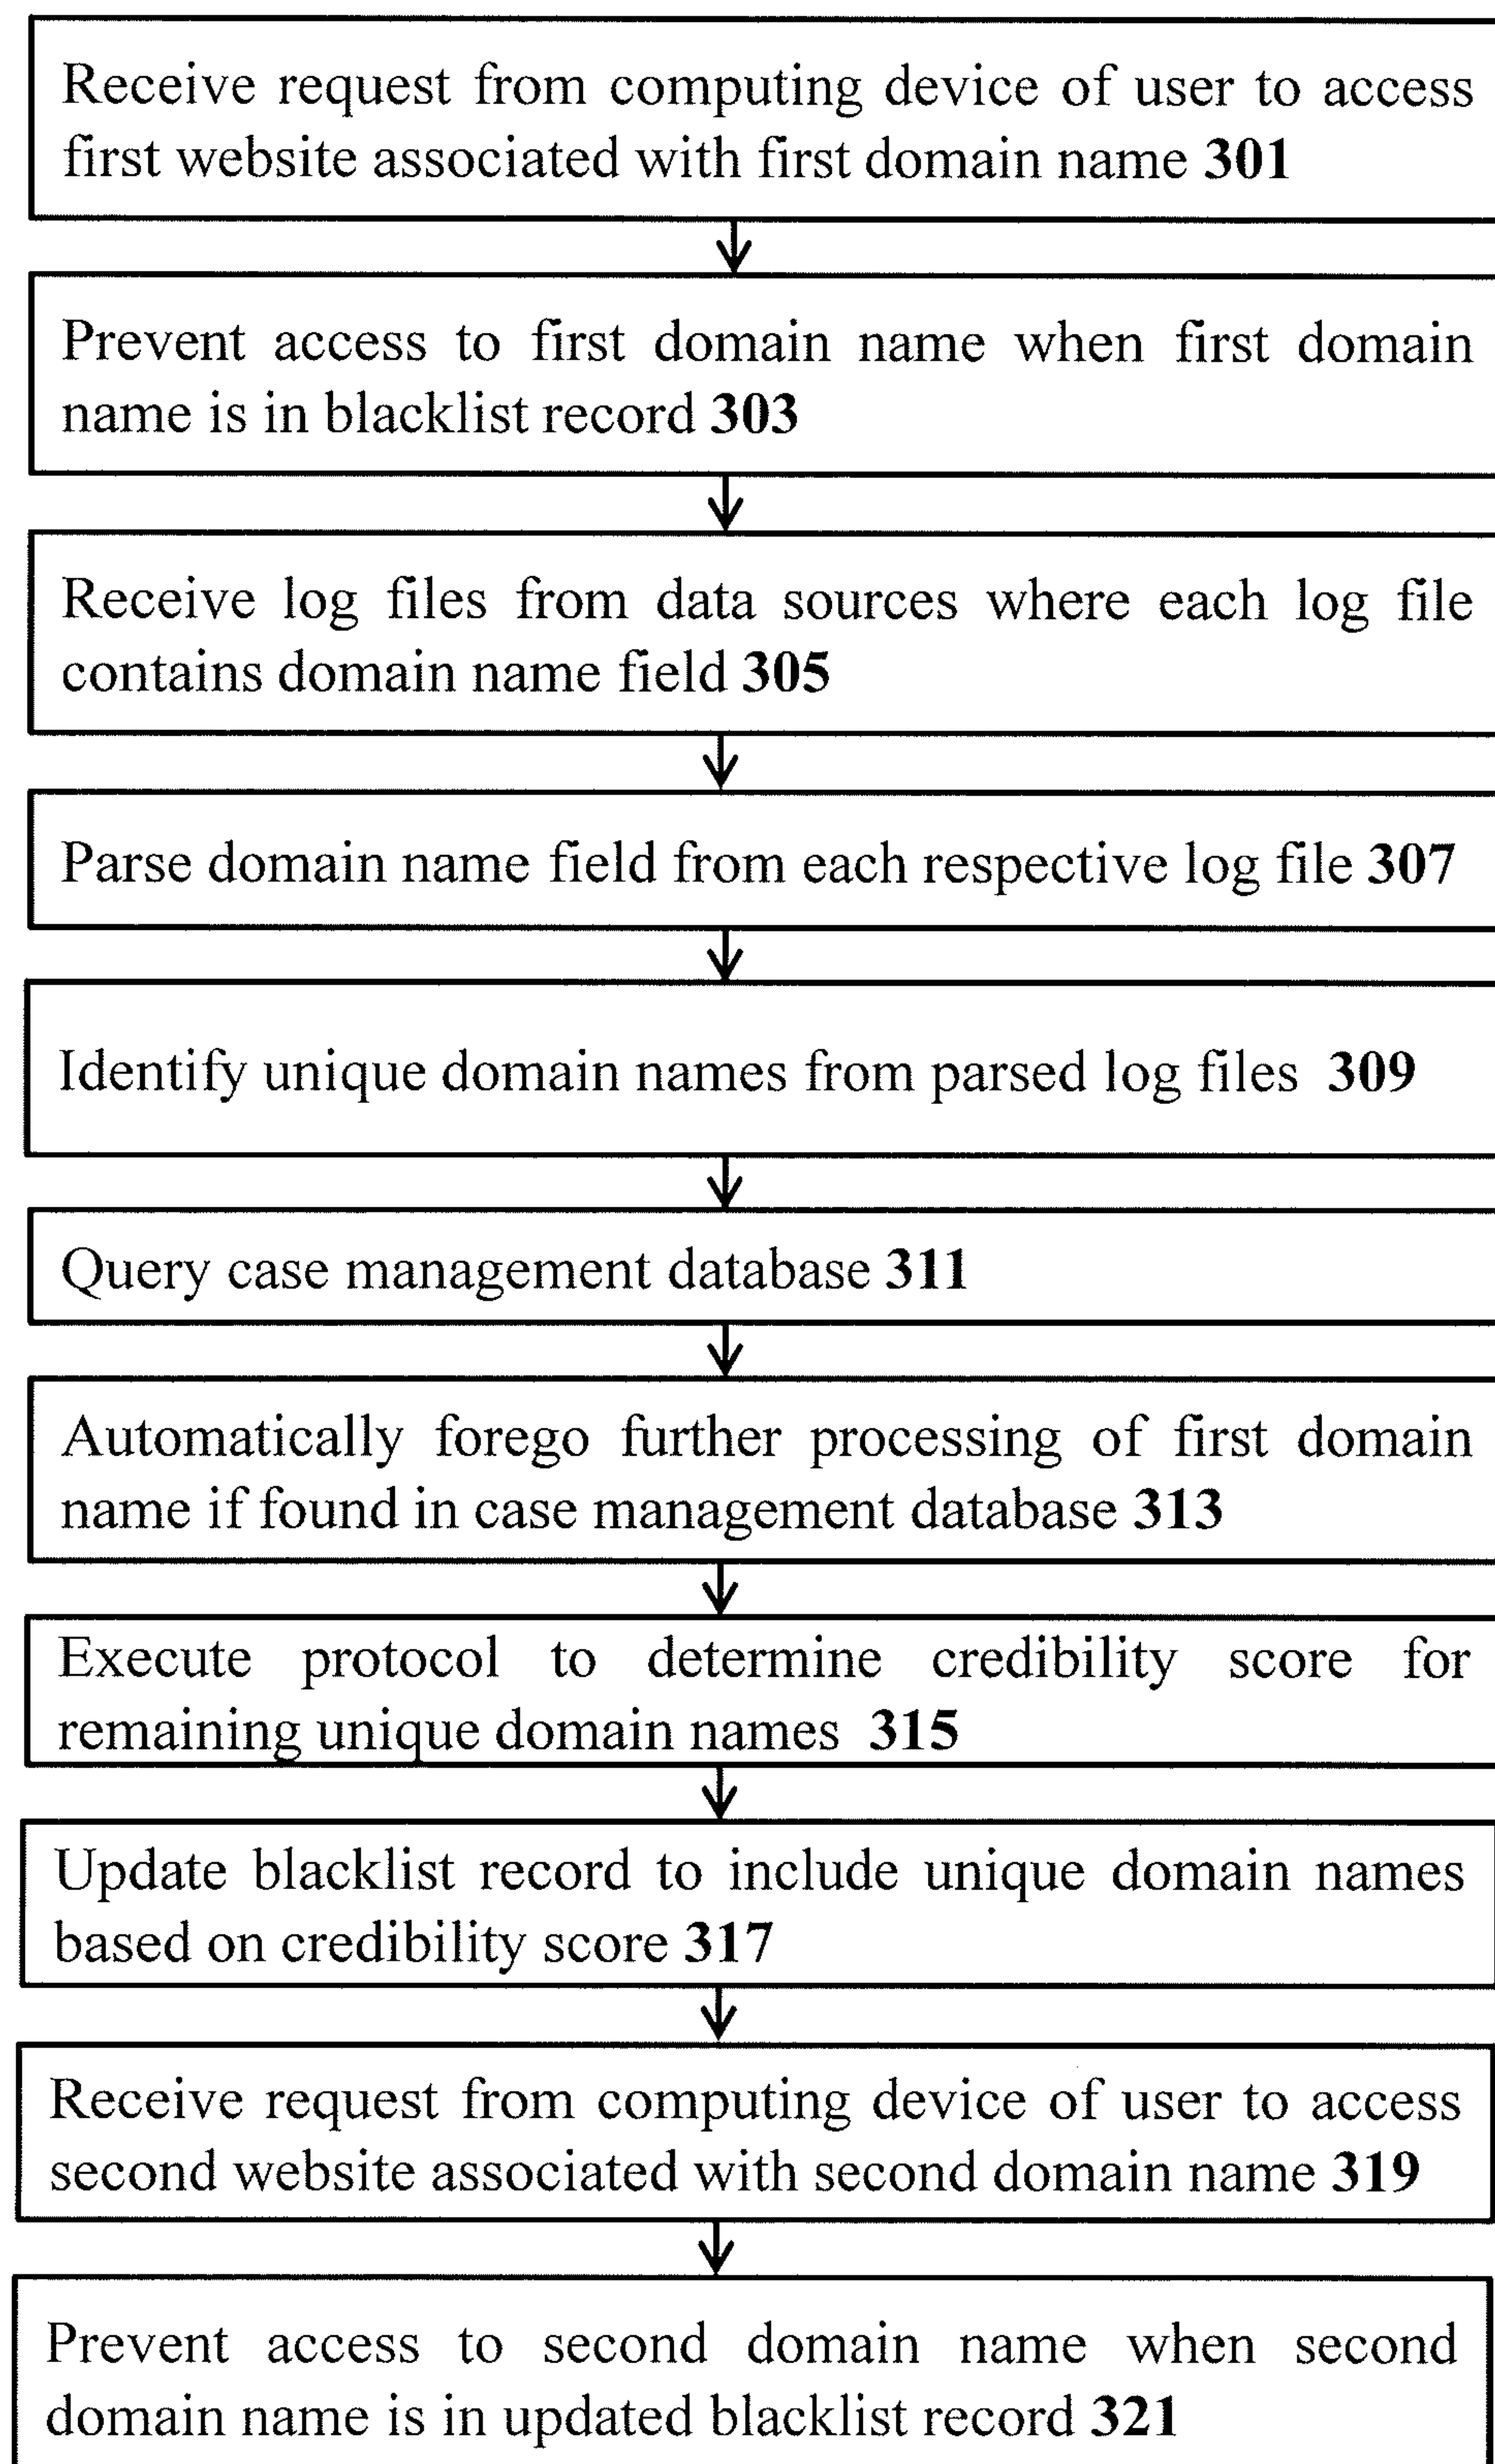 Receive request from computing device of user to access
first website associated with first domain name 301
Prevent access to first domain name when first domain
name is in blacklist record 303
Receive log files from data sources where each log file
contains domain name field 305
Parse domain name field from each respective log file 307
Identify unique domain names from parsed log files 309
Query case management database 311
Automatically forego further processing of first domain
name if found in case management database 313
Execute protocol to determine credibility score for
remaining unique domain names 315
Update blacklist record to include unique domain names
based on credibility score 317
Receive request from computing device of user to access
second website associated with second domain name 319
Prevent access to second domain name when second
domain name is in updated blacklist record 321